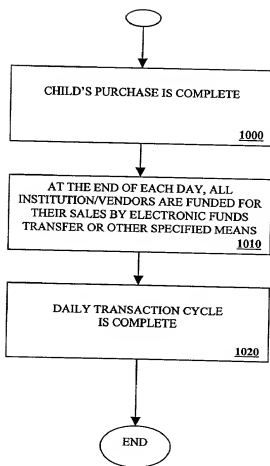 CHILD'S PURCHASE IS COMPLETE
1000
AT THE END OF EACH DAY, ALL
INSTITUTION/VENDORS ARE FUNDED FOR
THEIR SALES BY ELECTRONIC FUNDS
TRANSFER OR OTHER SPECIFIED MEANS
1010
DAILY TRANSACTION CYCLE
IS COMPLETE
1020
END